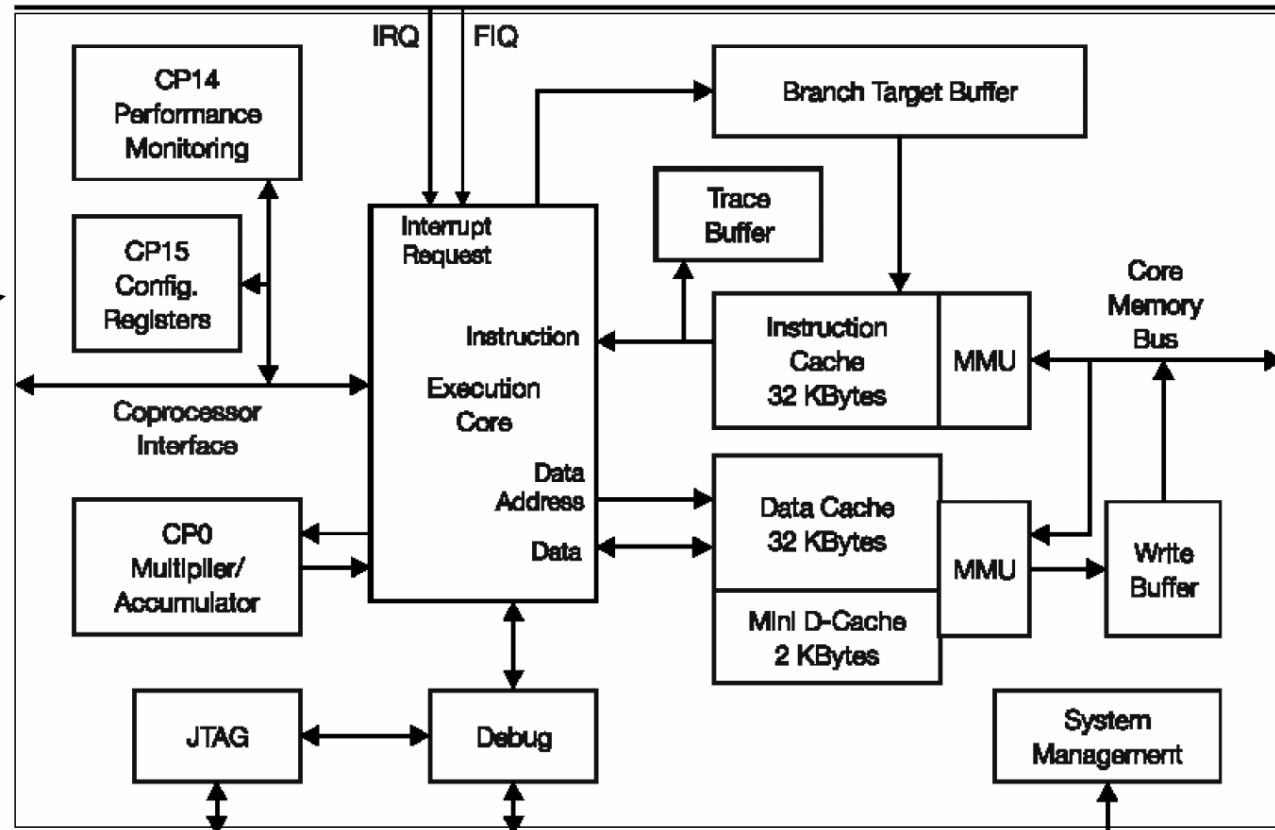 IRQ
FIQ
CP14
Performance
Monitoring
Branch Target Buffer
Trace
Buffer
Interrupt
Request
CP15
Config.
Registers
Core
Memory
Bus
Instruction
Instruction
Cache
32 KBytes
MMU
Execution
Core
Coprocessor
Interface
Data
Address
Data
Data Cache
32 KBytes
MMU
Write
Buffer
CP0
Multiplier/
Accumulator
Mini D-Cache
2 KBytes
JTAG
Debug
System
Management